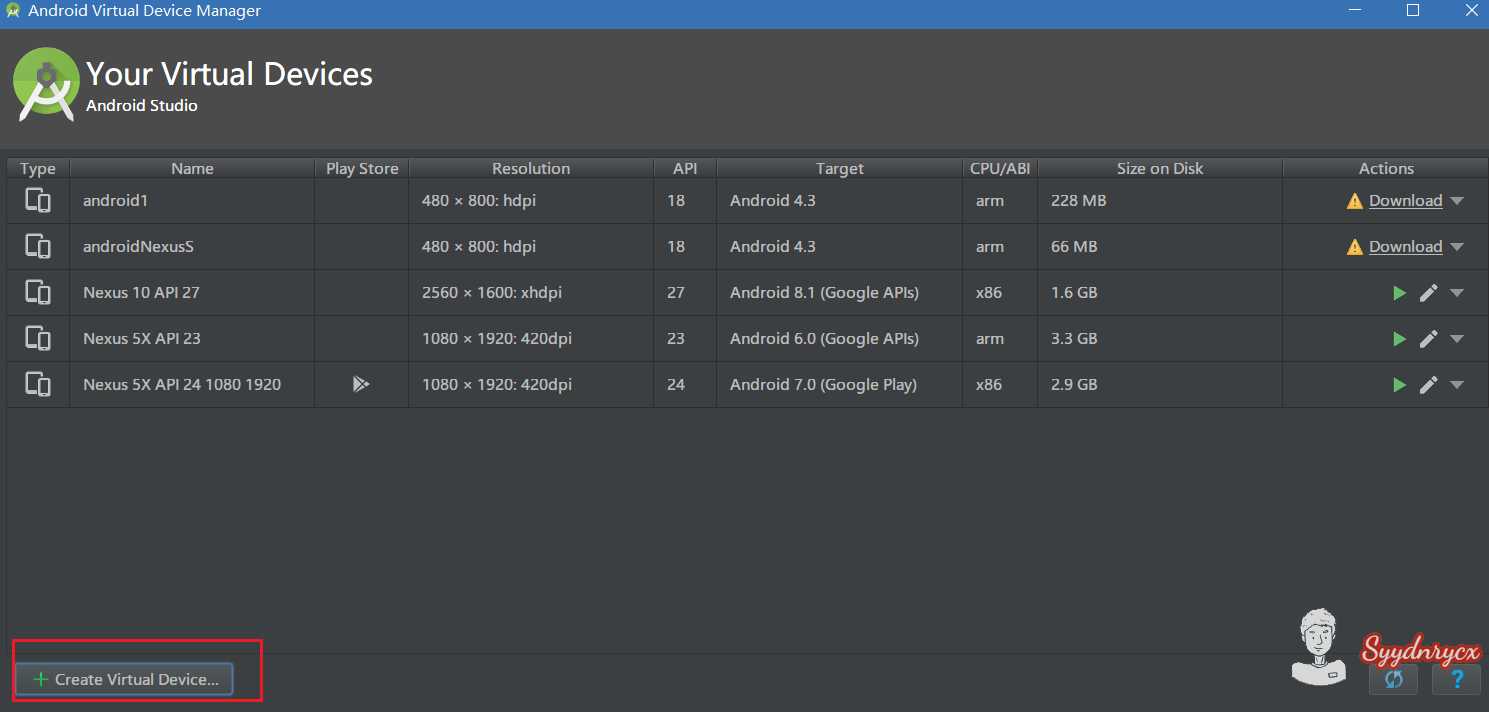 Android Virtual Device Manager
Your Virtual Devices
Android Studio
Type Name Play Store Resolution API Target CPU/ABI Size on Disk Actions
android1 480 × 800: hdpi 18 Android 4.3 arm 228 MB Download
androidNexusS 480 × 800: hdpi 18 Android 4.3 arm 66 MB Download
Nexus 10 API 27 2560 × 1600: xhdpi 27 Android 8.1 (Google APIs) x86 1.6 GB
Nexus 5X API 23 1080 × 1920: 420dpi 23 Android 6.0 (Google APIs) arm 3.3 GB
Nexus 5X API 24 1080 1920 1080 × 1920: 420dpi 24 Android 7.0 (Google Play) x86 2.9 GB
Syydnrycx
+ Create Virtual Device... ?